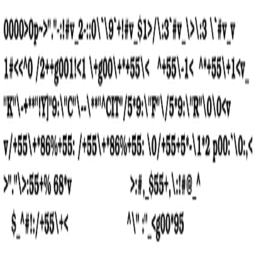 0000>0p~>"."-:!#v_2-::0\`\9`+!#v_$1>/\:3`#v_\>\:3 \`#v_v
1#<<^0 /2++g001!<1 \+g00\+*+55\< ^+55\-1< ^*+55\+1<v_
"K"\-+**"!Y]"9:\"C"\--\**"^CIT"/5*9:\"F"\/5*9:\"R"\0\0<v
v/+55\+*86%+55: /+55\+*86%+55: \0/+55+5*-\1*2 p00:`\0:,<
>"."\>:55+% 68*v >:#,_$55+,\:!#@_^
$_^#!:/+55\+< ^\" :"_<g00*95